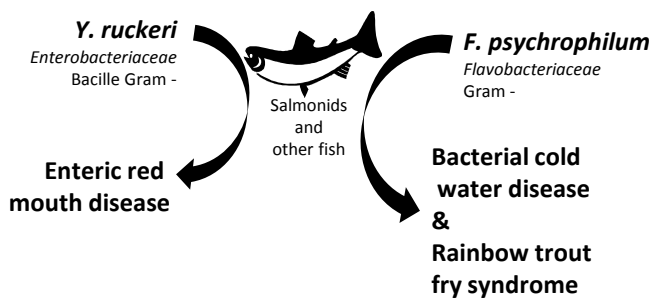 Y. ruckeri
Enterobacteriaceae
Bacille Gram -
Enteric red
mouth disease
Salmonids
and
other fish
F. psychrophilum
Flavobacteriaceae
Gram -
Bacterial cold
water disease
&
Rainbow trout
fry syndrome